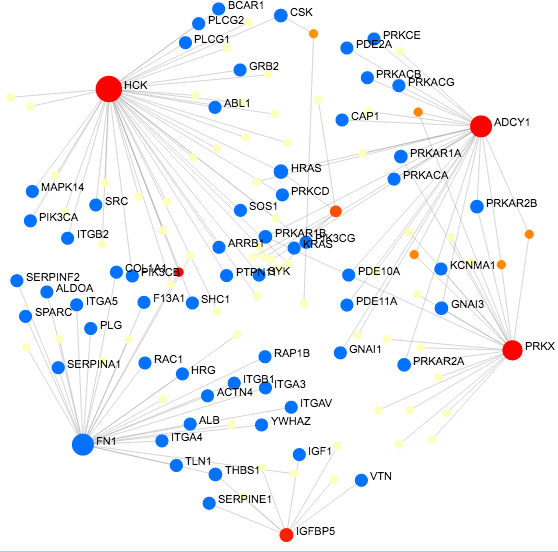 BCAR1
CSK
PLCG2
PRKCE
PLCG1
PDE2A
GRB2
PRKACB
HCK
PRKACG
ABL1
CAP1
ADCY1
PRKAR1A
HRAS
PRKACA
MAPK14
PRKCD
SRC
SOS1
PRKAR2B
PIK3CA
ITGB2
PRKAR1B
PIK3CG
ARRB1
KRAS
COL1A1
PIK3CB
PTPN11
SYK
PDE10A
KCNMA1
SERPINF2
ALDOA
F13A1
SHC1
ITGA5
PDE11A
GNAI3
SPARC
PLG
PRKX
GNAI1
RAP1B
SERPINA1
RAC1
PRKAR2A
HRG
ITGB1
ITGA3
ACTN4
ITGAV
ALB
YWHAZ
FN1
ITGA4
IGF1
TLN1
THBS1
VTN
SERPINE1
IGFBP5